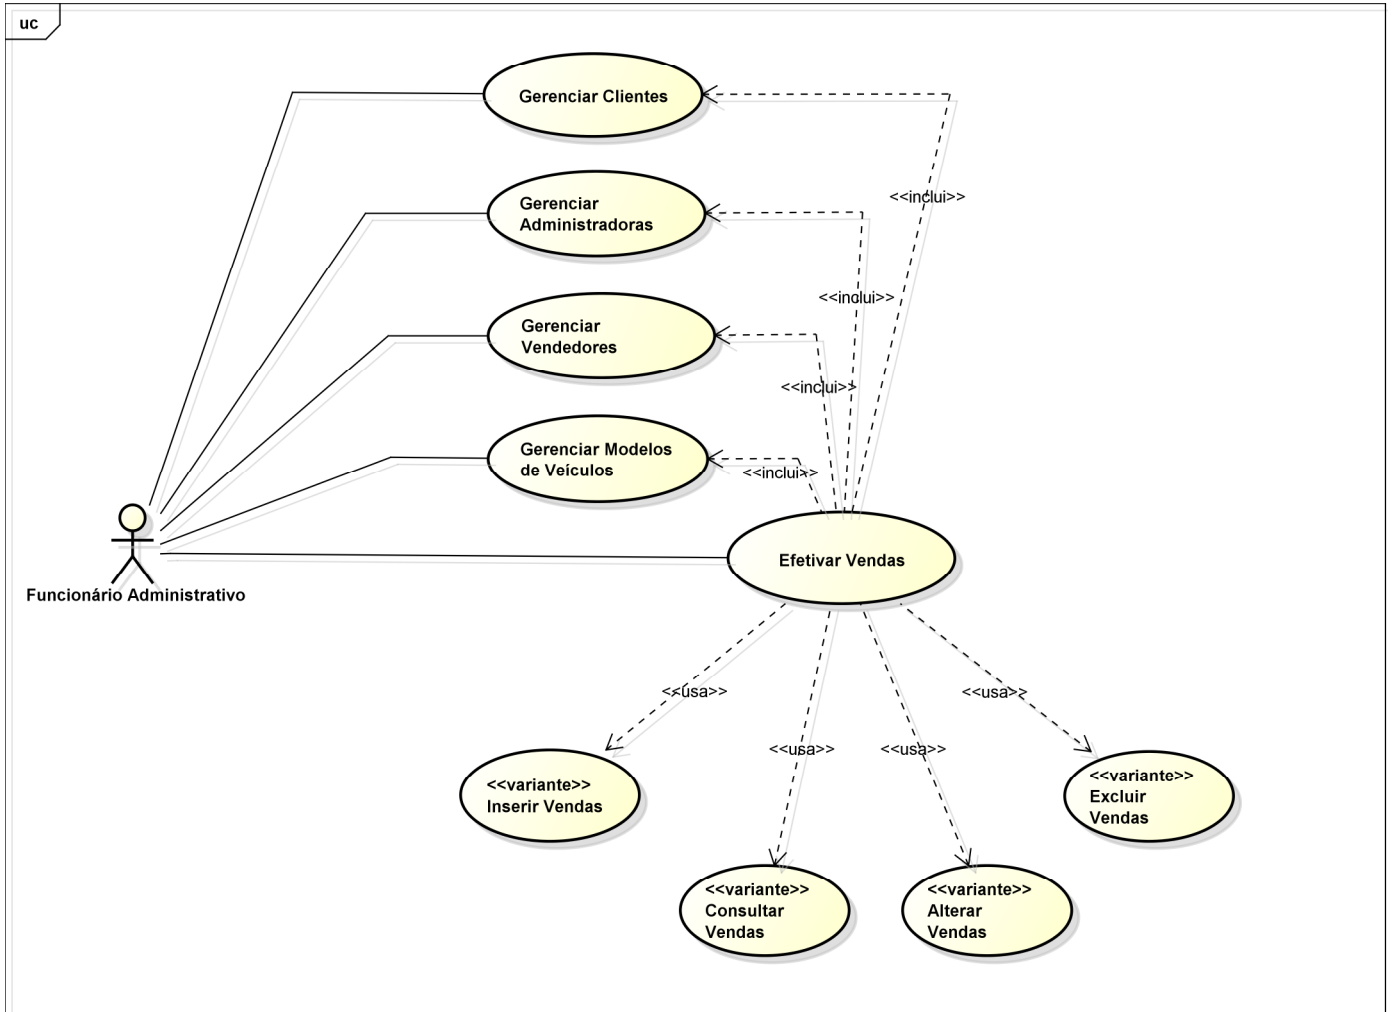 uc
Gerenciar Clientes
<<inclui>>
Gerenciar
Administradoras
<<inclui>>
Gerenciar
Vendedores
<<inclui>>
Gerenciar Modelos
de Veículos
<<inclui>>
Funcionário Administrativo
Efetivar Vendas
<<usa>>
<<usa>>
<<usa>>
<<usa>>
<<variante>>
Inserir Vendas
<<variante>>
Consultar
Vendas
<<variante>>
Alterar
Vendas
<<variante>>
Excluir
Vendas